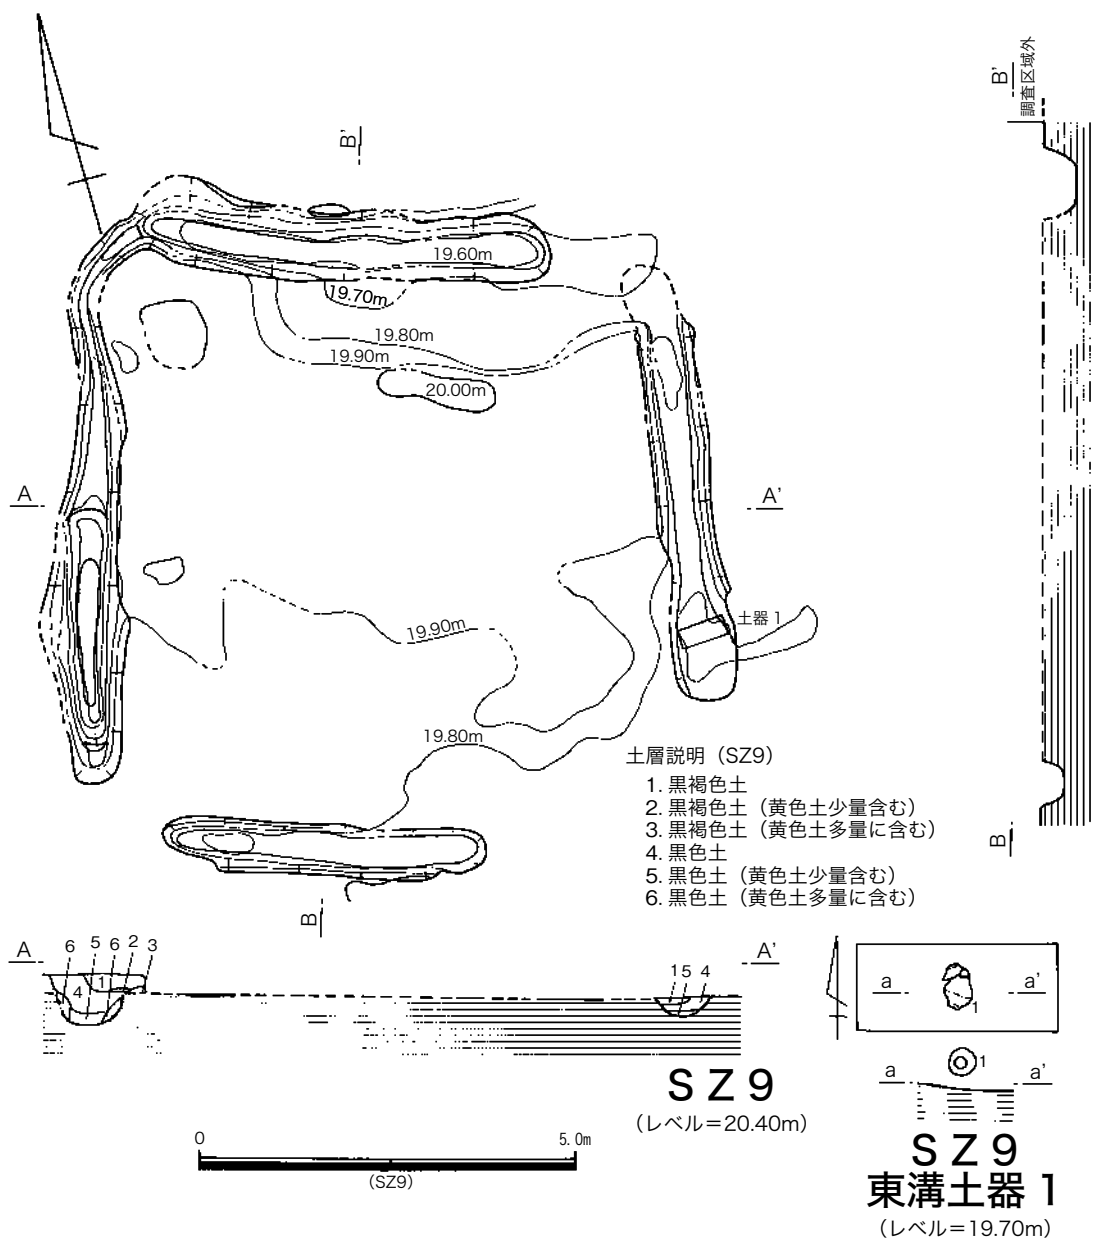 B'
調査区域外
B'
19.60m
19.70m
19.80m
19.90m
20.00m
A
A'
土器 1
19.90m
19.80m
土層説明（SZ9）
1. 黒褐色土
2. 黒褐色土（黄色土少量含む）
3. 黒褐色土（黄色土多量に含む）
4. 黒色土
5. 黒色土（黄色土少量含む）
6. 黒色土（黄色土多量に含む）
B
B
A
6 5 6 2 3
1
4
A'
1 5 4
a
a'
1
1
a
a'
ＳＺ９
（レベル＝20.40m）
0
5.0m
（SZ9）
ＳＺ９
東溝土器 1
（レベル＝19.70m）